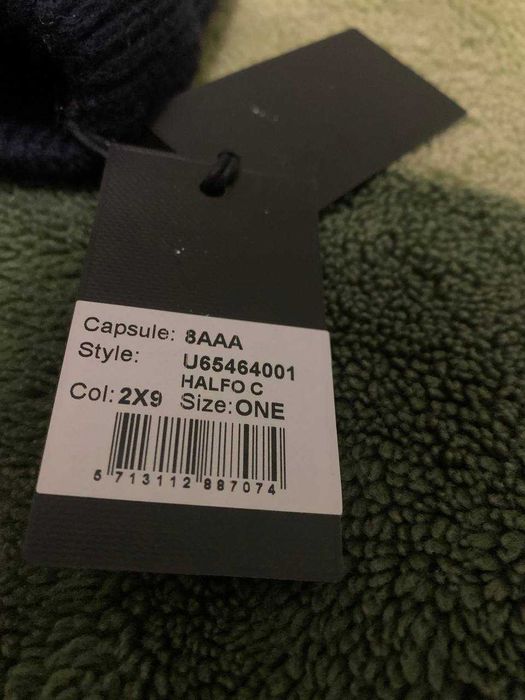 Capsule: 8AAA
Style: U65464001
HALFO C
Col: 2X9 Size: ONE
5 713112 887074